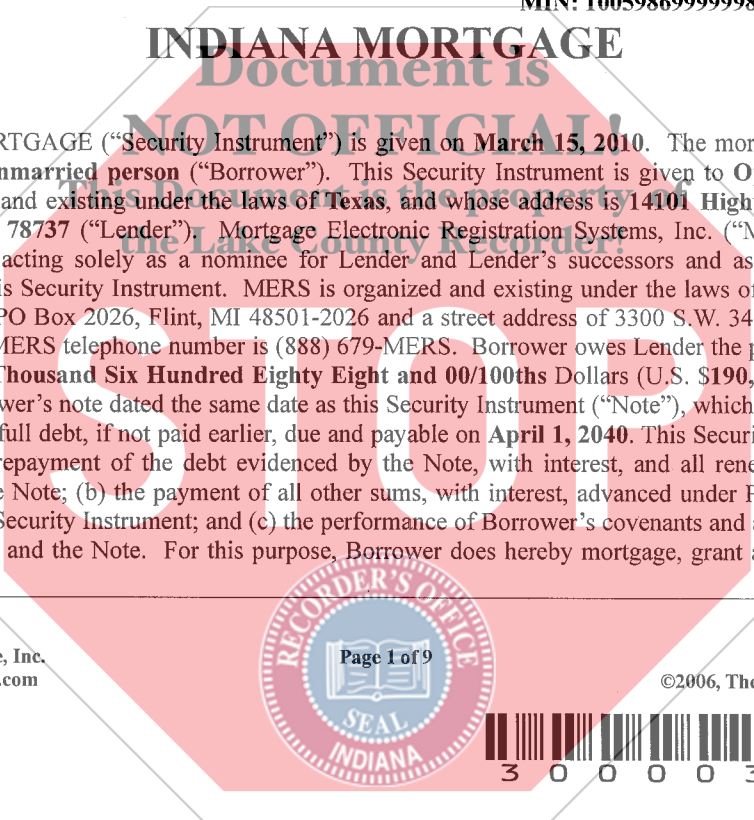 MIN: 1005986999998
INDIANA MORTGAGE
Document is
NOT OFFICIAL!
RTGAGE (“Security Instrument”) is given on March 15, 2010. The mor
nmarried person (“Borrower”). This Security Instrument is given to O
This Document is the property of
and existing under the laws of Texas, and whose address is 14101 High
78737 (“Lender”). Mortgage Electronic Registration Systems, Inc. (“M
the Lake County Recorder!
acting solely as a nominee for Lender and Lender’s successors and as
is Security Instrument. MERS is organized and existing under the laws of
PO Box 2026, Flint, MI 48501-2026 and a street address of 3300 S.W. 34
MERS telephone number is (888) 679-MERS. Borrower owes Lender the p
Thousand Six Hundred Eighty Eight and 00/100ths Dollars (U.S. $190,
wer’s note dated the same date as this Security Instrument (“Note”), which
STOP
full debt, if not paid earlier, due and payable on April 1, 2040. This Securi
repayment of the debt evidenced by the Note, with interest, and all rene
e Note; (b) the payment of all other sums, with interest, advanced under P
Security Instrument; and (c) the performance of Borrower’s covenants and a
and the Note. For this purpose, Borrower does hereby mortgage, grant a
RECORDER'S OFFICE
e, Inc.
Page 1 of 9
.com
©2006, The
SEAL
INDIANA
3 0 0 0 0 3